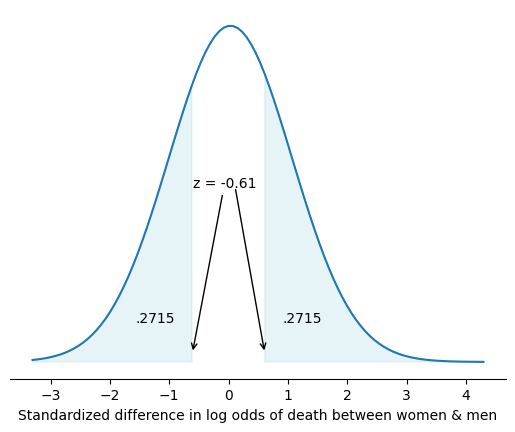 z = -0.61
.2715 .2715
−3 −2 −1 0 1 2 3 4
Standardized difference in log odds of death between women & men